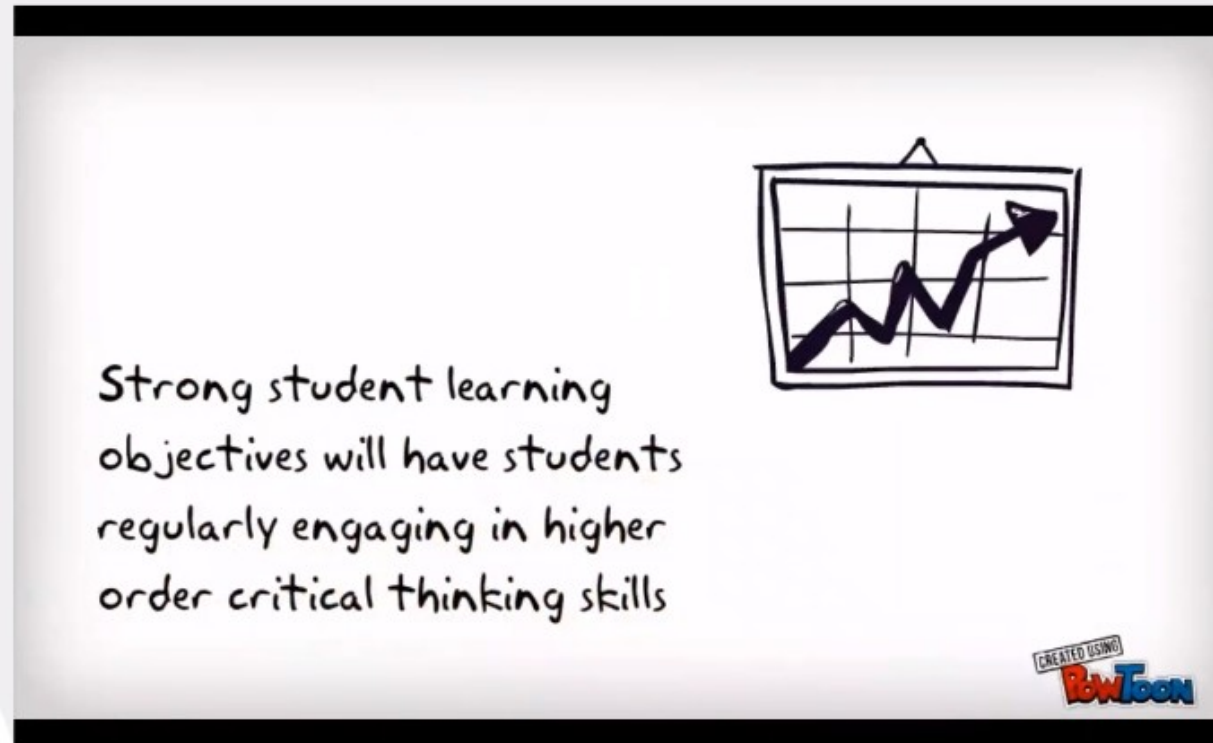 Strong student learning
objectives will have students
regularly engaging in higher
order critical thinking skills
CREATED USING
POWTOON